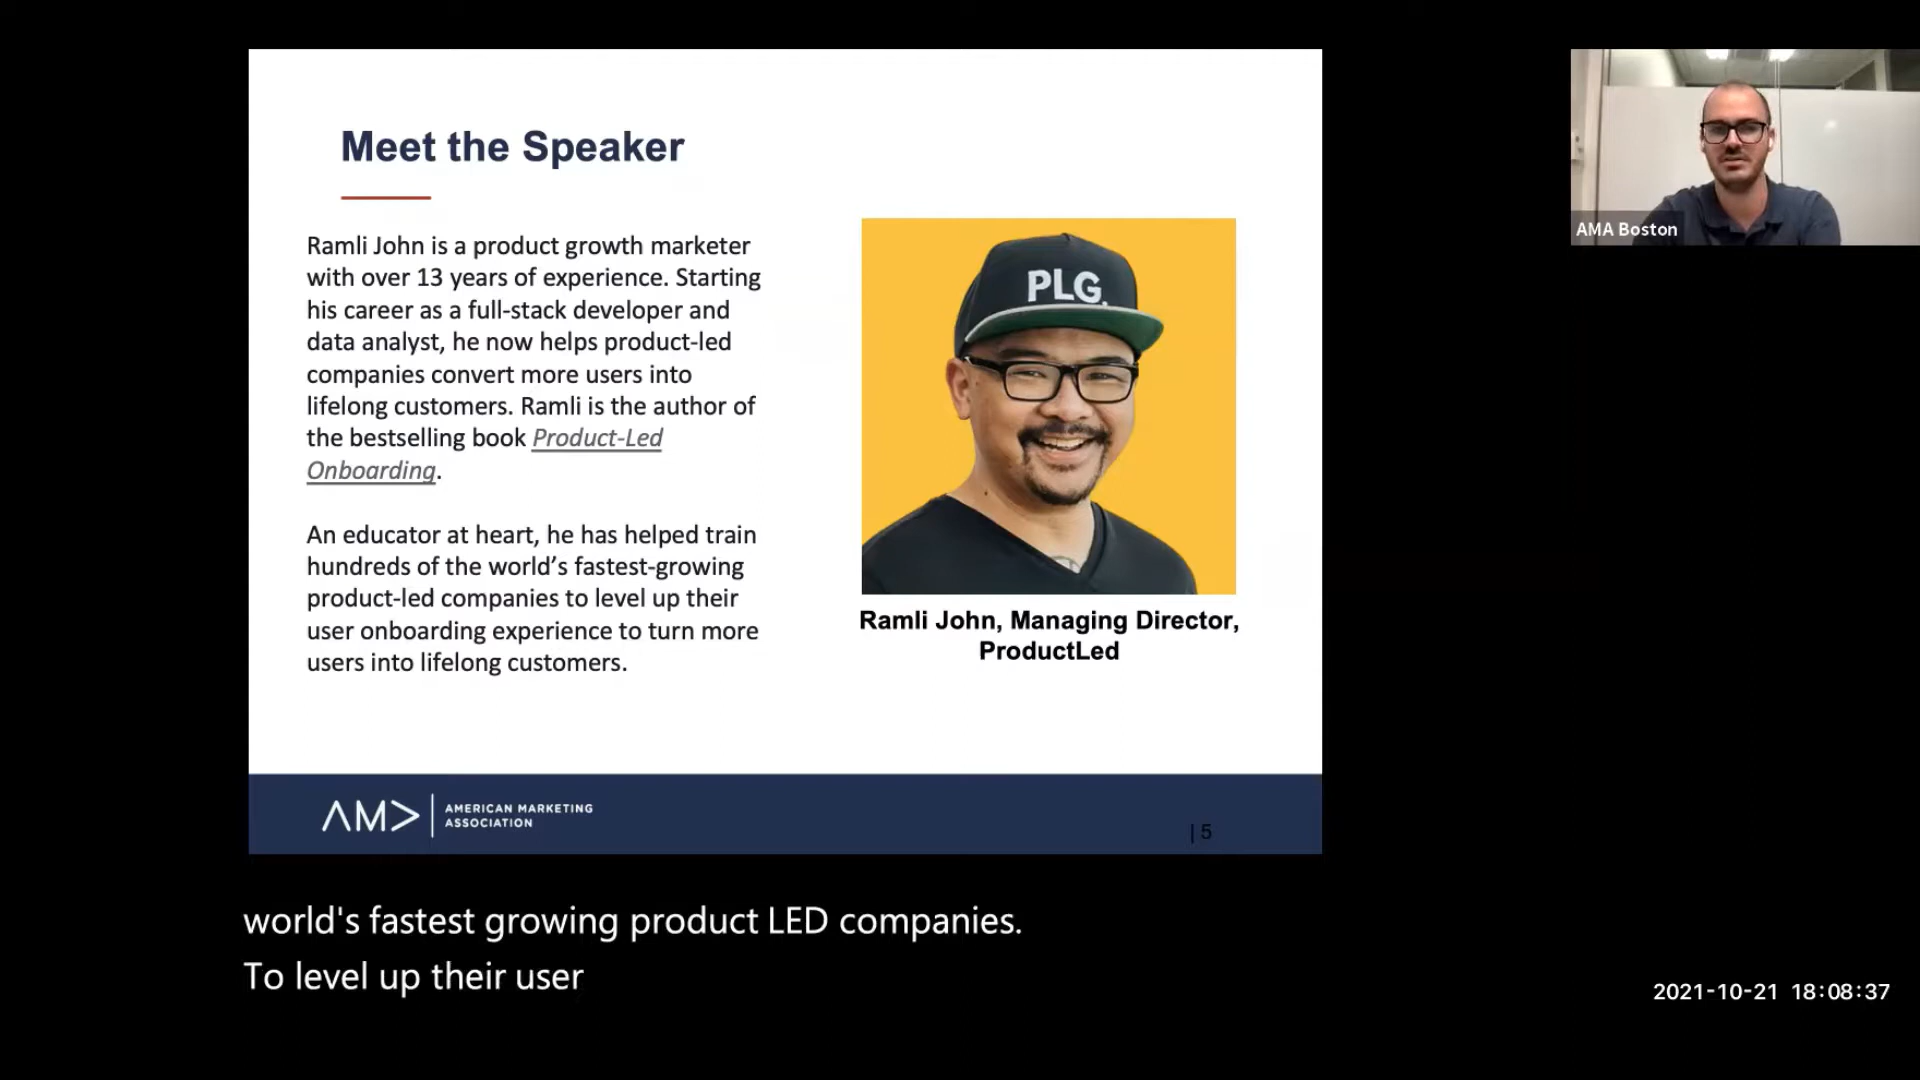 Meet the Speaker
Ramli John is a product growth marketer
with over 13 years of experience. Starting
his career as a full-stack developer and
data analyst, he now helps product-led
companies convert more users into
lifelong customers. Ramli is the author of
the bestselling book Product-Led
Onboarding.
An educator at heart, he has helped train
hundreds of the world’s fastest-growing
product-led companies to level up their
user onboarding experience to turn more
users into lifelong customers.
PLG.
Ramli John, Managing Director,
ProductLed
AMA
AMERICAN MARKETING
ASSOCIATION
| 5
AMA Boston
world's fastest growing product LED companies.
To level up their user
2021-10-21 18:08:37